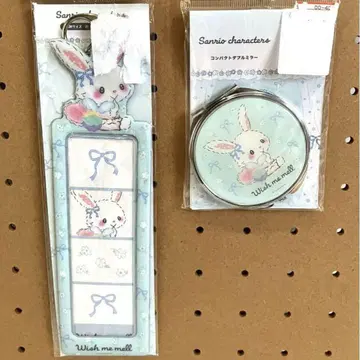 Sanrio
Wish me mell
Sanrio characters
コンパクトダブルミラー
Wish me mell